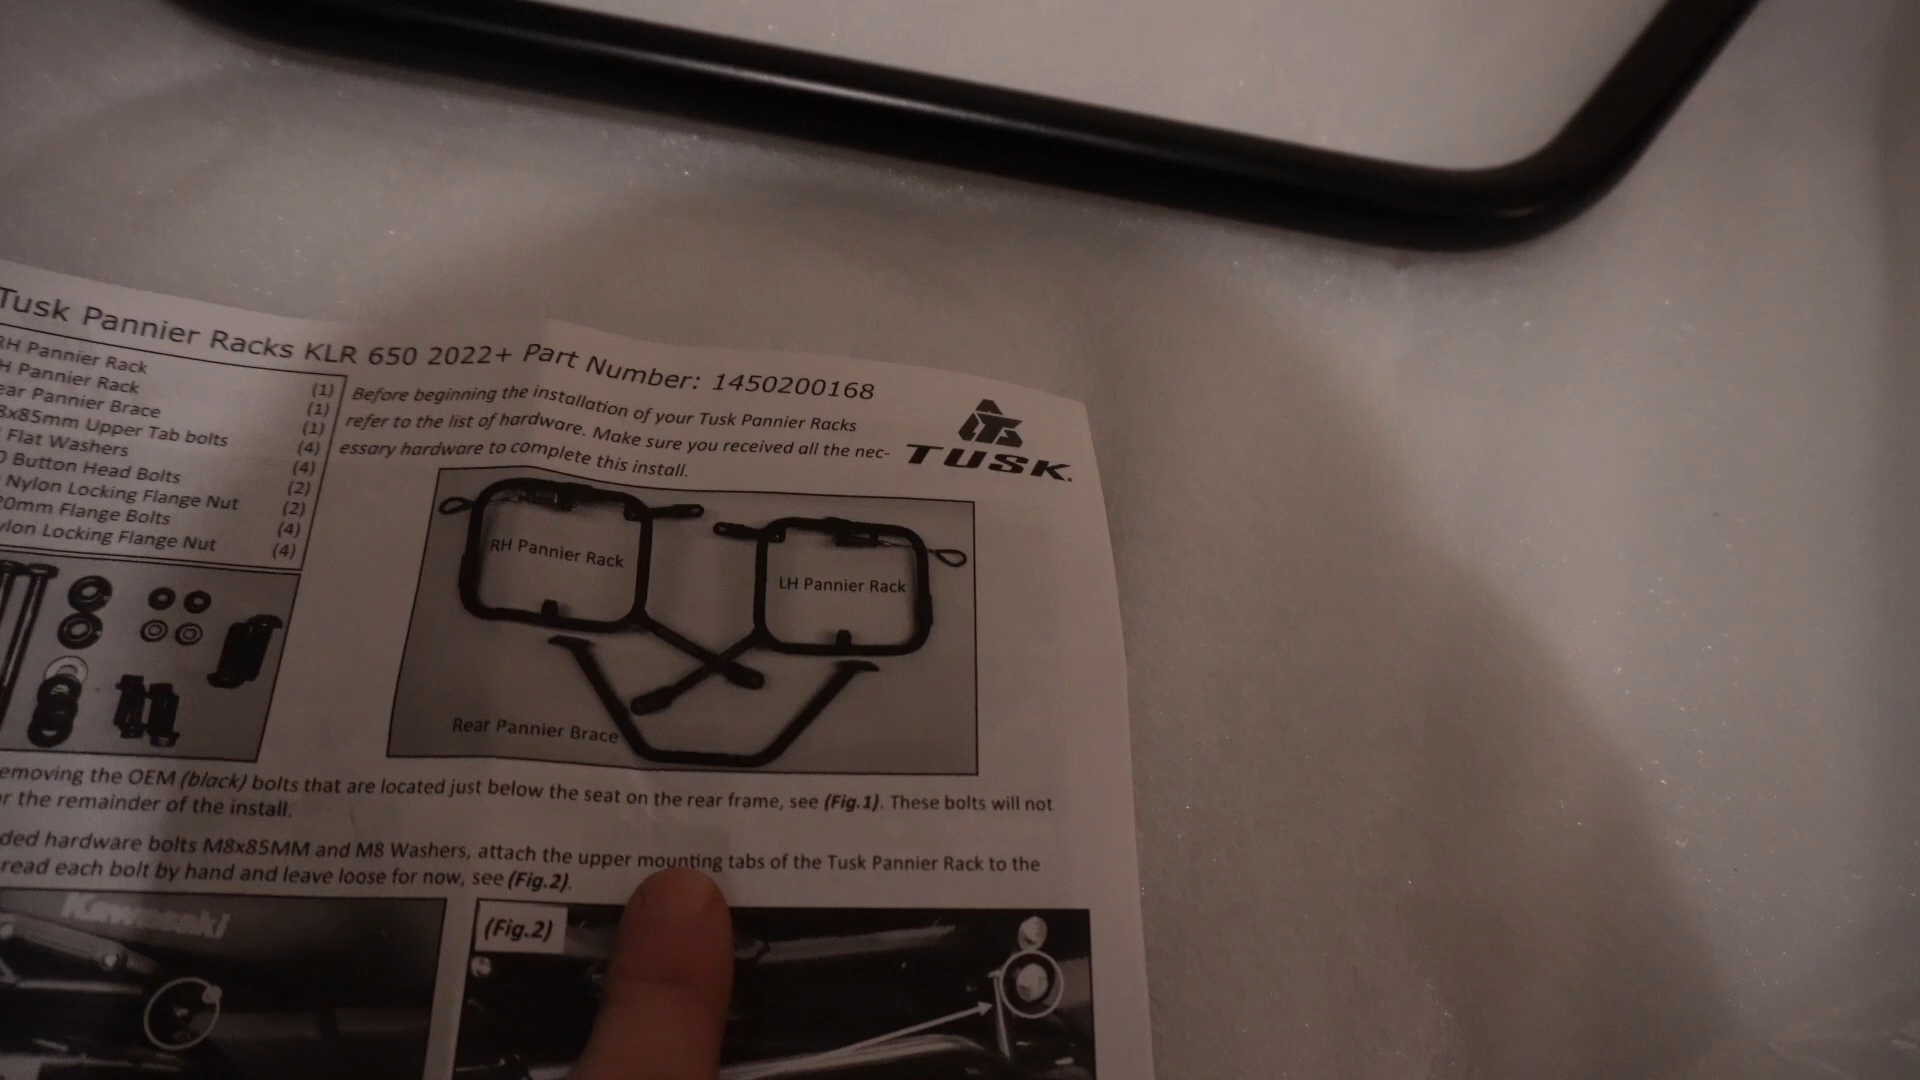 Tusk Pannier Racks KLR 650 2022+ Part Number: 1450200168
RH Pannier Rack (1)
H Pannier Rack (1)
ear Pannier Brace (1)
8x85mm Upper Tab bolts (4)
Flat Washers (4)
0 Button Head Bolts (2)
Nylon Locking Flange Nut (2)
20mm Flange Bolts (4)
ylon Locking Flange Nut (4)
Before beginning the installation of your Tusk Pannier Racks
refer to the list of hardware. Make sure you received all the nec-
essary hardware to complete this install.
TUSK.
RH Pannier Rack
LH Pannier Rack
Rear Pannier Brace
emoving the OEM (black) bolts that are located just below the seat on the rear frame, see (Fig.1). These bolts will not
r the remainder of the install.
ded hardware bolts M8x85MM and M8 Washers, attach the upper mounting tabs of the Tusk Pannier Rack to the
read each bolt by hand and leave loose for now, see (Fig.2).
Kawasaki
(Fig.2)